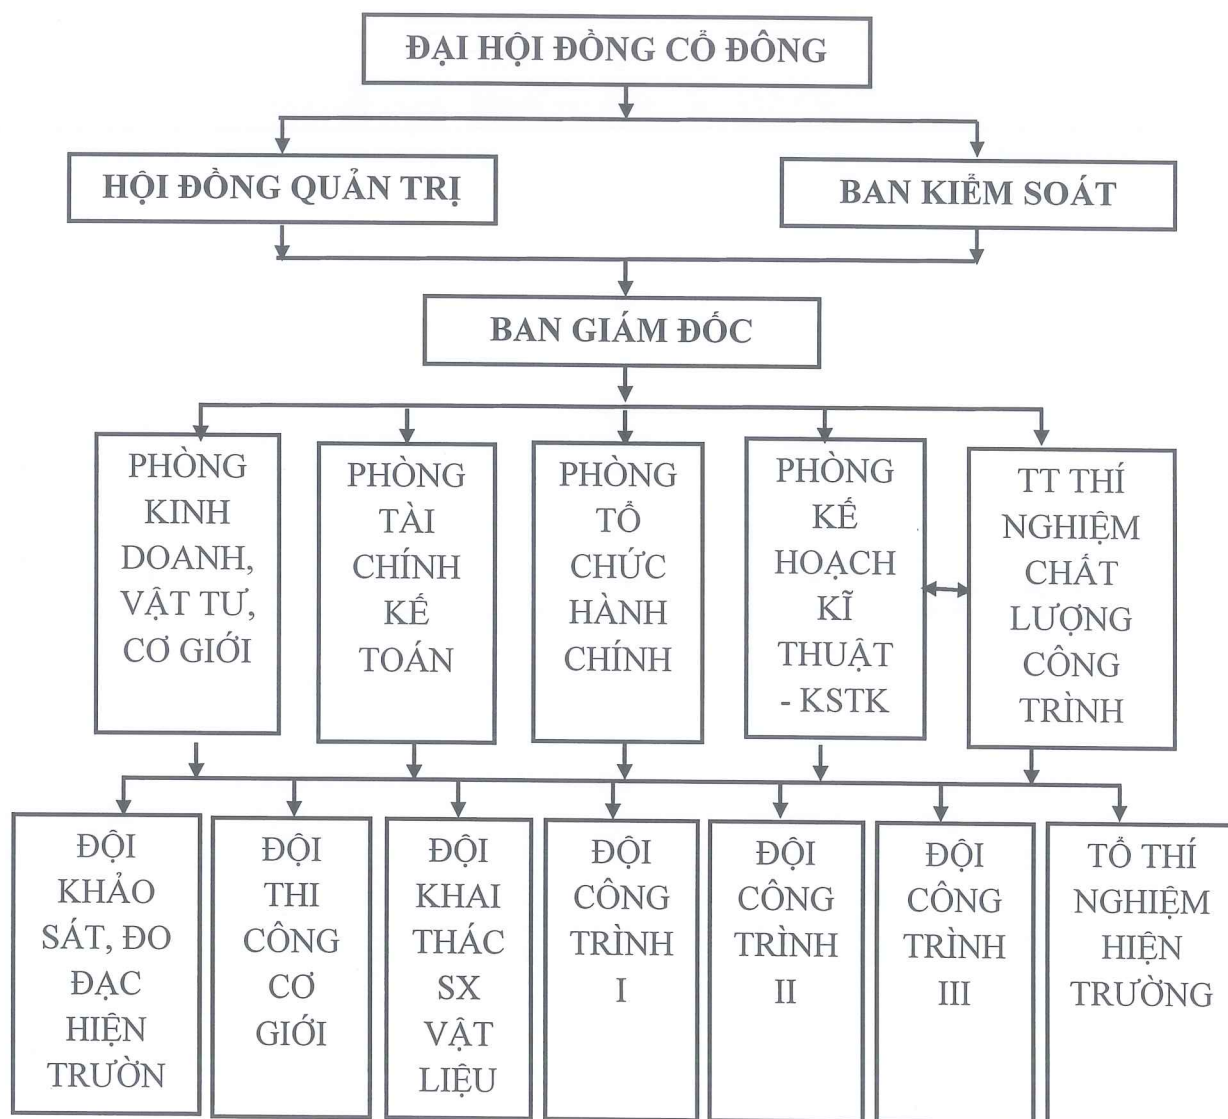 ĐẠI HỘI ĐỒNG CỔ ĐÔNG
HỘI ĐỒNG QUẢN TRỊ
BAN KIỂM SOÁT
BAN GIÁM ĐỐC
PHÒNG
KINH
DOANH,
VẬT TƯ,
CƠ GIỚI
PHÒNG
TÀI
CHÍNH
KẾ
TOÁN
PHÒNG
TỔ
CHỨC
HÀNH
CHÍNH
PHÒNG
KẾ
HOẠCH
KĨ
THUẬT
- KSTK
TT THÍ
NGHIỆM
CHẤT
LƯỢNG
CÔNG
TRÌNH
ĐỘI
KHẢO
SÁT, ĐO
ĐẠC
HIỆN
TRƯỜN
ĐỘI
THI
CÔNG
CƠ
GIỚI
ĐỘI
KHAI
THÁC
SX
VẬT
LIỆU
ĐỘI
CÔNG
TRÌNH
I
ĐỘI
CÔNG
TRÌNH
II
ĐỘI
CÔNG
TRÌNH
III
TỔ THÍ
NGHIỆM
HIỆN
TRƯỜNG